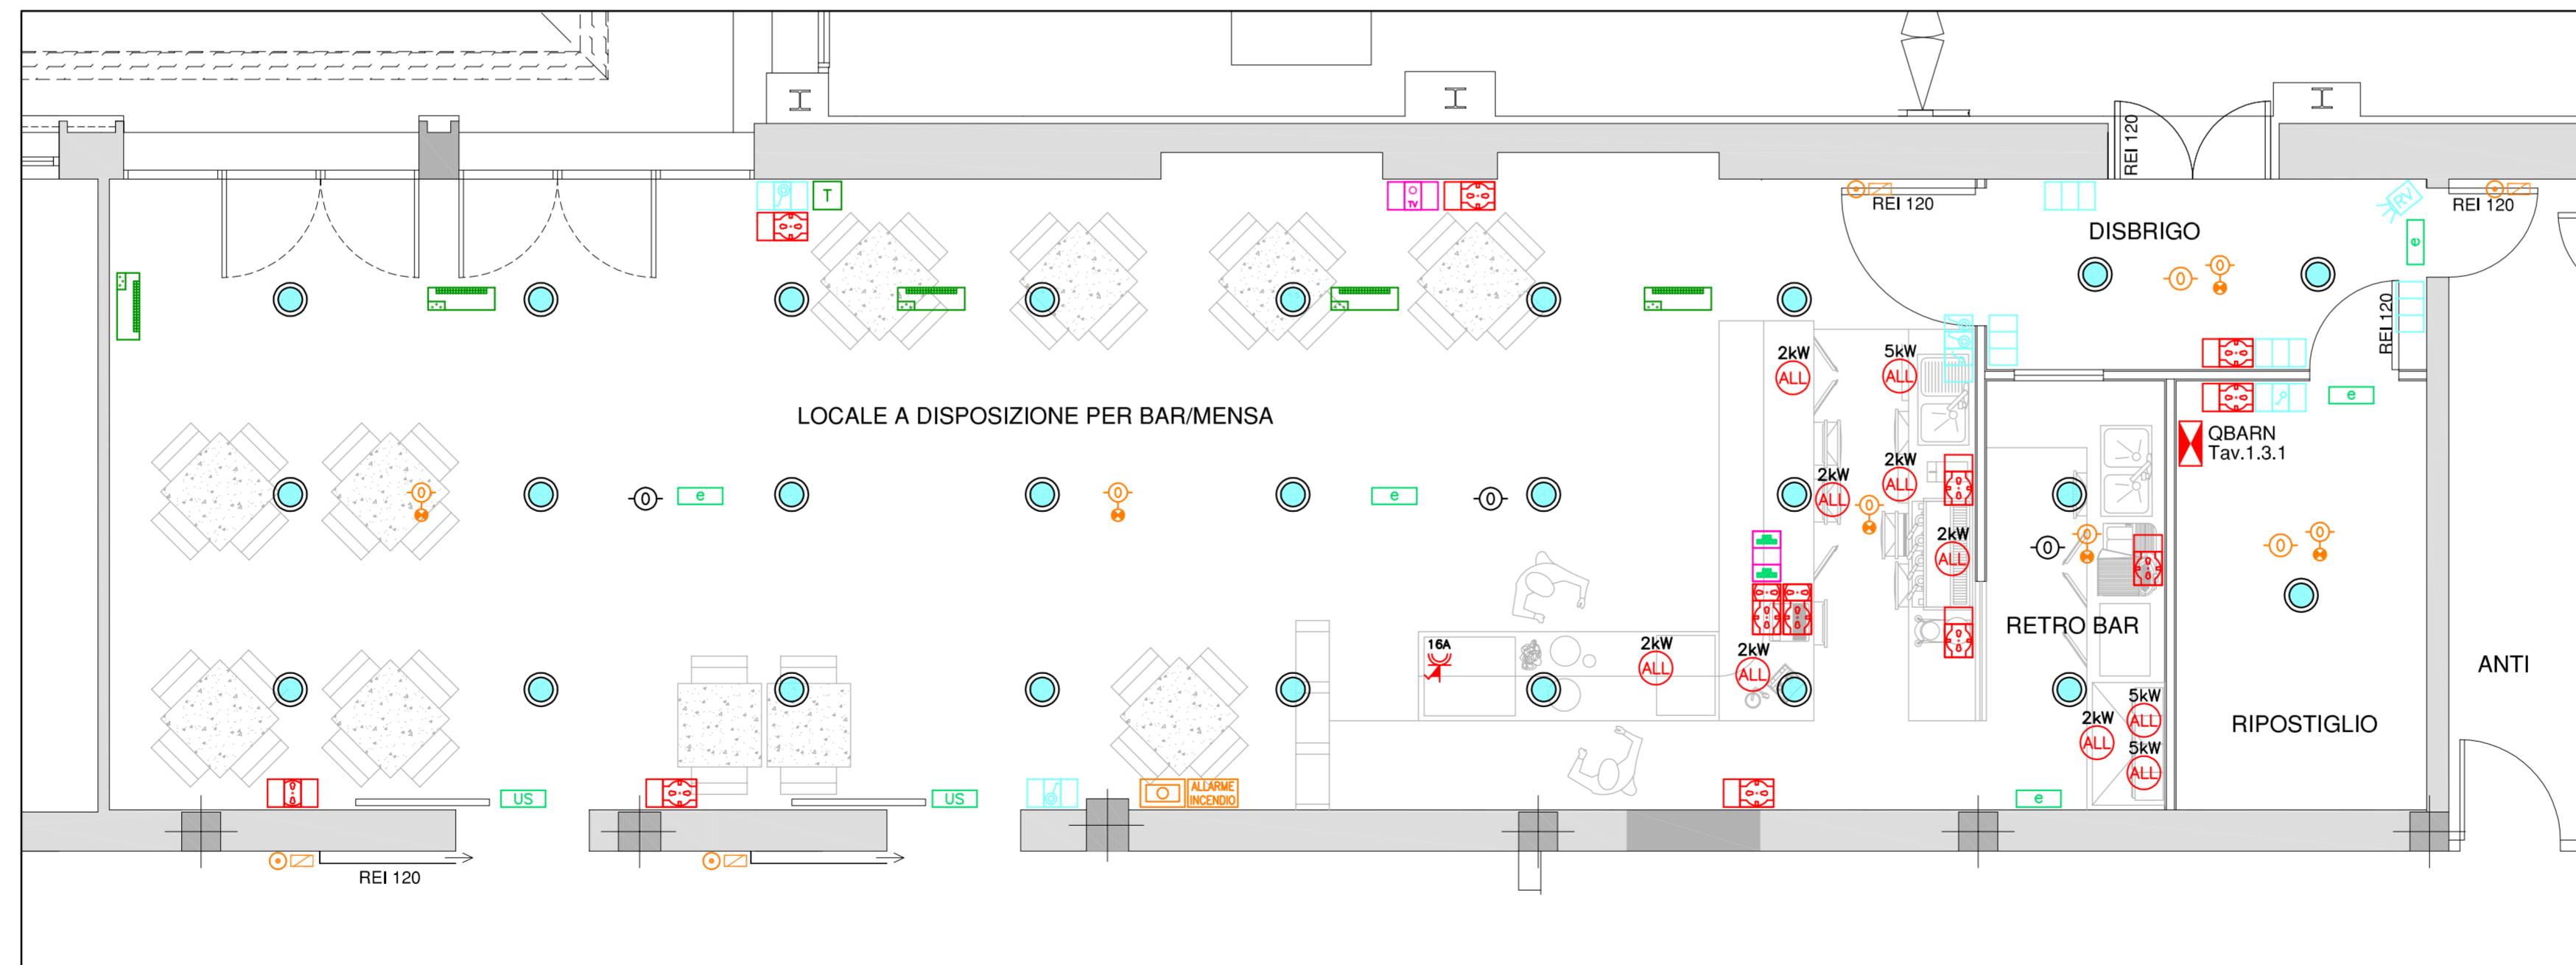 REI 120
T
TV
REI 120
RV
REI 120
DISBRIGO
e
REI 120
2kW
ALL
5kW
ALL
LOCALE A DISPOSIZIONE PER BAR/MENSA
e
QBARN
Tav.1.3.1
2kW
ALL
2kW
ALL
e
e
2kW
ALL
RETRO BAR
16A
2kW
ALL
2kW
ALL
ANTI
RIPOSTIGLIO
5kW
ALL
2kW
ALL
5kW
ALL
US
US
ALLARME
INCENDIO
e
REI 120